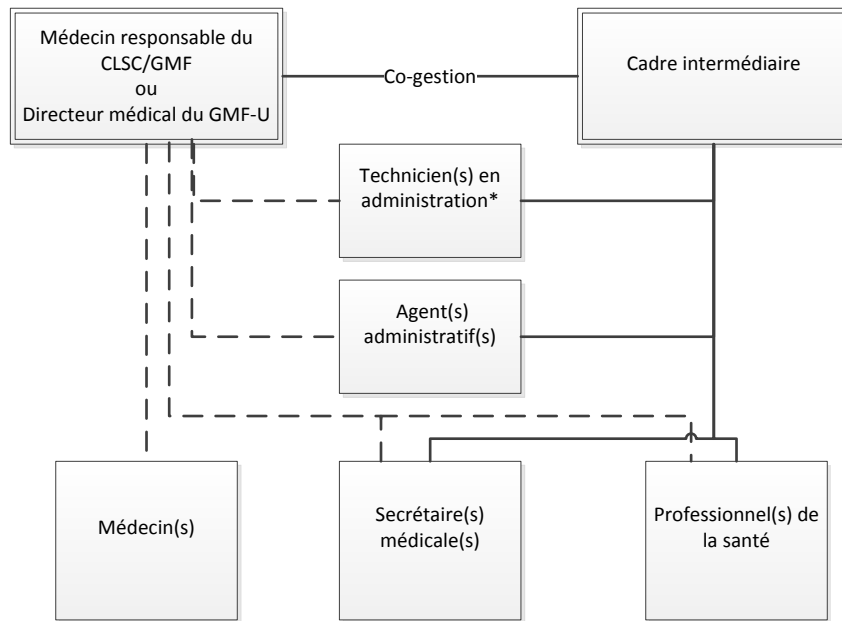 Médecin responsable du
CLSC/GMF
ou
Directeur médical du GMF-U
Co-gestion
Cadre intermédiaire
Technicien(s) en
administration*
Agent(s)
administratif(s)
Médecin(s)
Secrétaire(s)
médicale(s)
Professionnel(s) de
la santé